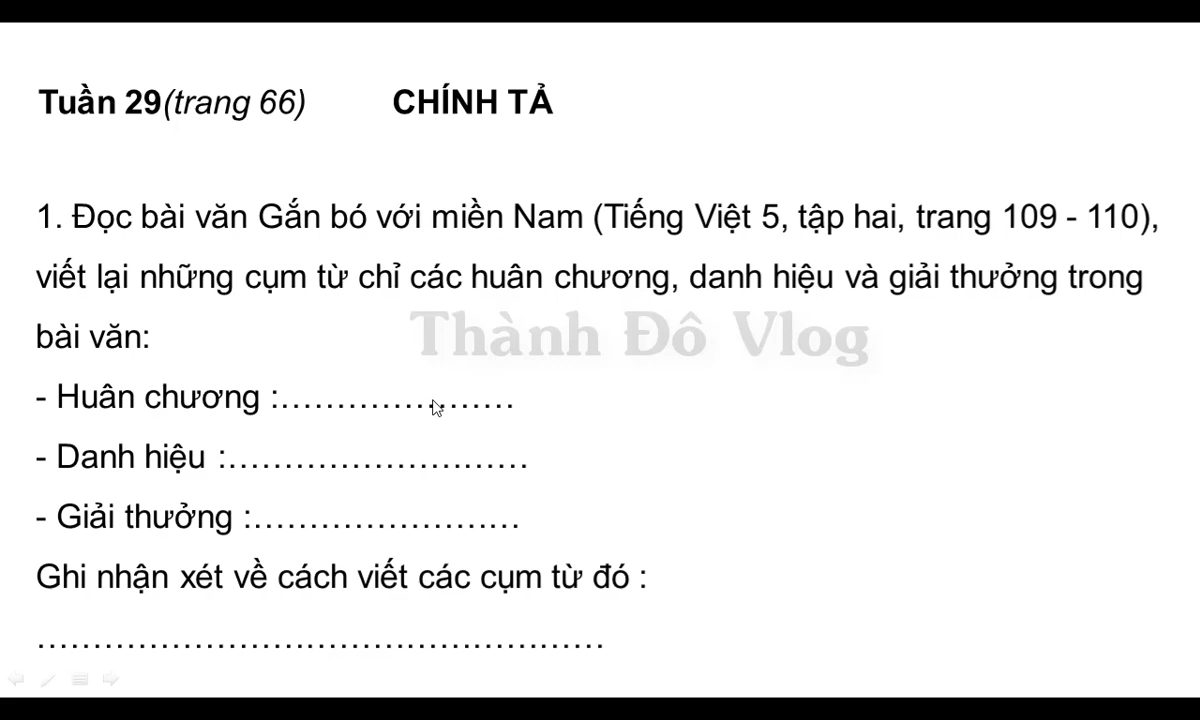 Tuần 29(trang 66) CHÍNH TẢ
1. Đọc bài văn Gắn bó với miền Nam (Tiếng Việt 5, tập hai, trang 109 - 110),
viết lại những cụm từ chỉ các huân chương, danh hiệu và giải thưởng trong
bài văn:
Thành Đô Vlog
- Huân chương :.....................
- Danh hiệu :...........................
- Giải thưởng :........................
Ghi nhận xét về cách viết các cụm từ đó :
...................................................